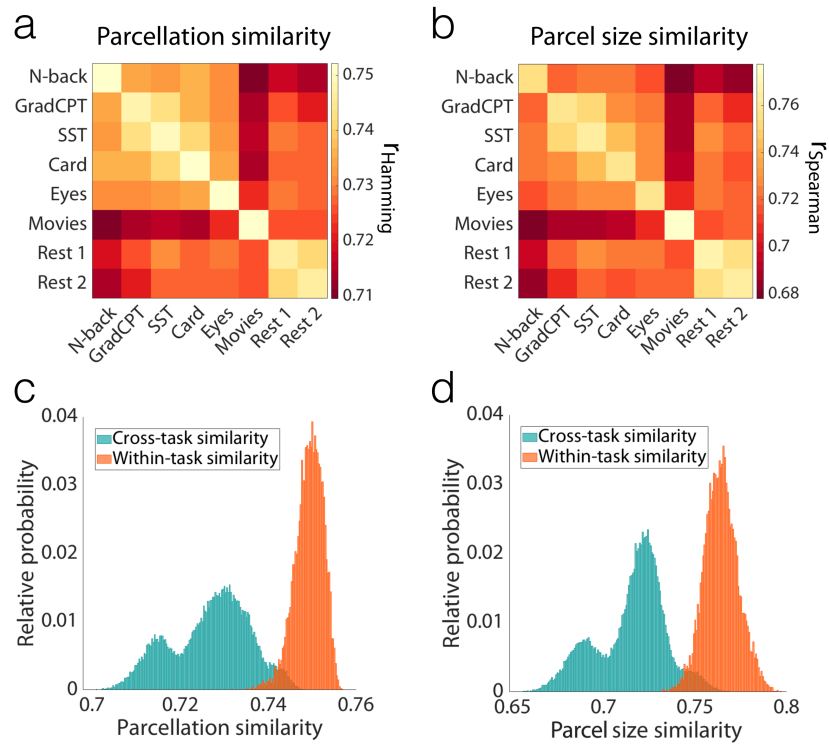 a
Parcellation similarity
N-back
GradCPT
SST
Card
Eyes
Movies
Rest 1
Rest 2
N-back
GradCPT
SST
Card
Eyes
Movies
Rest 1
Rest 2
0.75
0.74
0.73
0.72
0.71
rHamming
b
Parcel size similarity
N-back
GradCPT
SST
Card
Eyes
Movies
Rest 1
Rest 2
N-back
GradCPT
SST
Card
Eyes
Movies
Rest 1
Rest 2
0.76
0.74
0.72
0.7
0.68
rSpearman
c
Relative probability
0.04
0.03
0.02
0.01
0
Cross-task similarity
Within-task similarity
0.7
0.72
0.74
0.76
Parcellation similarity
d
Relative probability
0.04
0.03
0.02
0.01
0
Cross-task similarity
Within-task similarity
0.65
0.7
0.75
0.8
Parcel size similarity